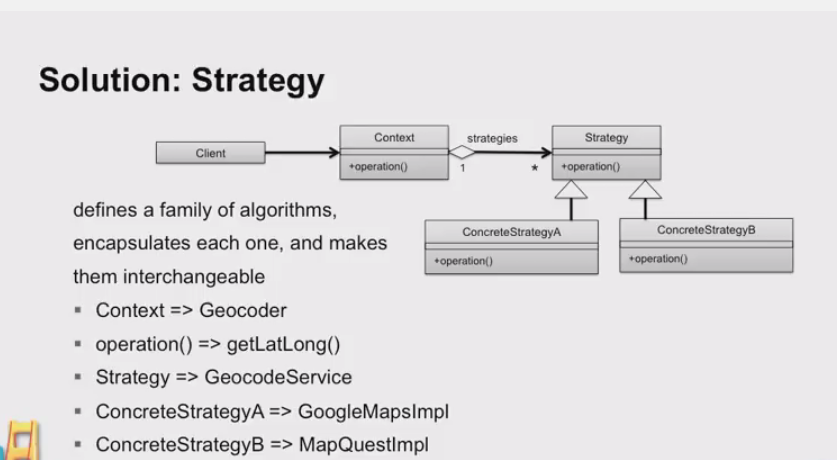 Solution: Strategy
Client
Context
+operation()
strategies
1
*
Strategy
+operation()
ConcreteStrategyA
+operation()
ConcreteStrategyB
+operation()
defines a family of algorithms,
encapsulates each one, and makes
them interchangeable
▪ Context => Geocoder
▪ operation() => getLatLong()
▪ Strategy => GeocodeService
▪ ConcreteStrategyA => GoogleMapsImpl
▪ ConcreteStrategyB => MapQuestImpl